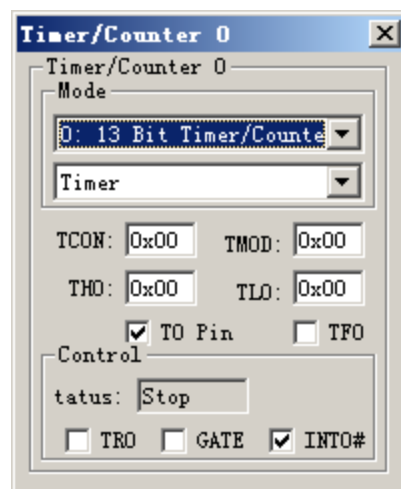 Timer/Counter 0
Timer/Counter 0
Mode
0: 13 Bit Timer/Counte
Timer
TCON: 0x00 TMOD: 0x00
TH0: 0x00 TL0: 0x00
T0 Pin TF0
Control
tatus: Stop
TR0 GATE INT0#